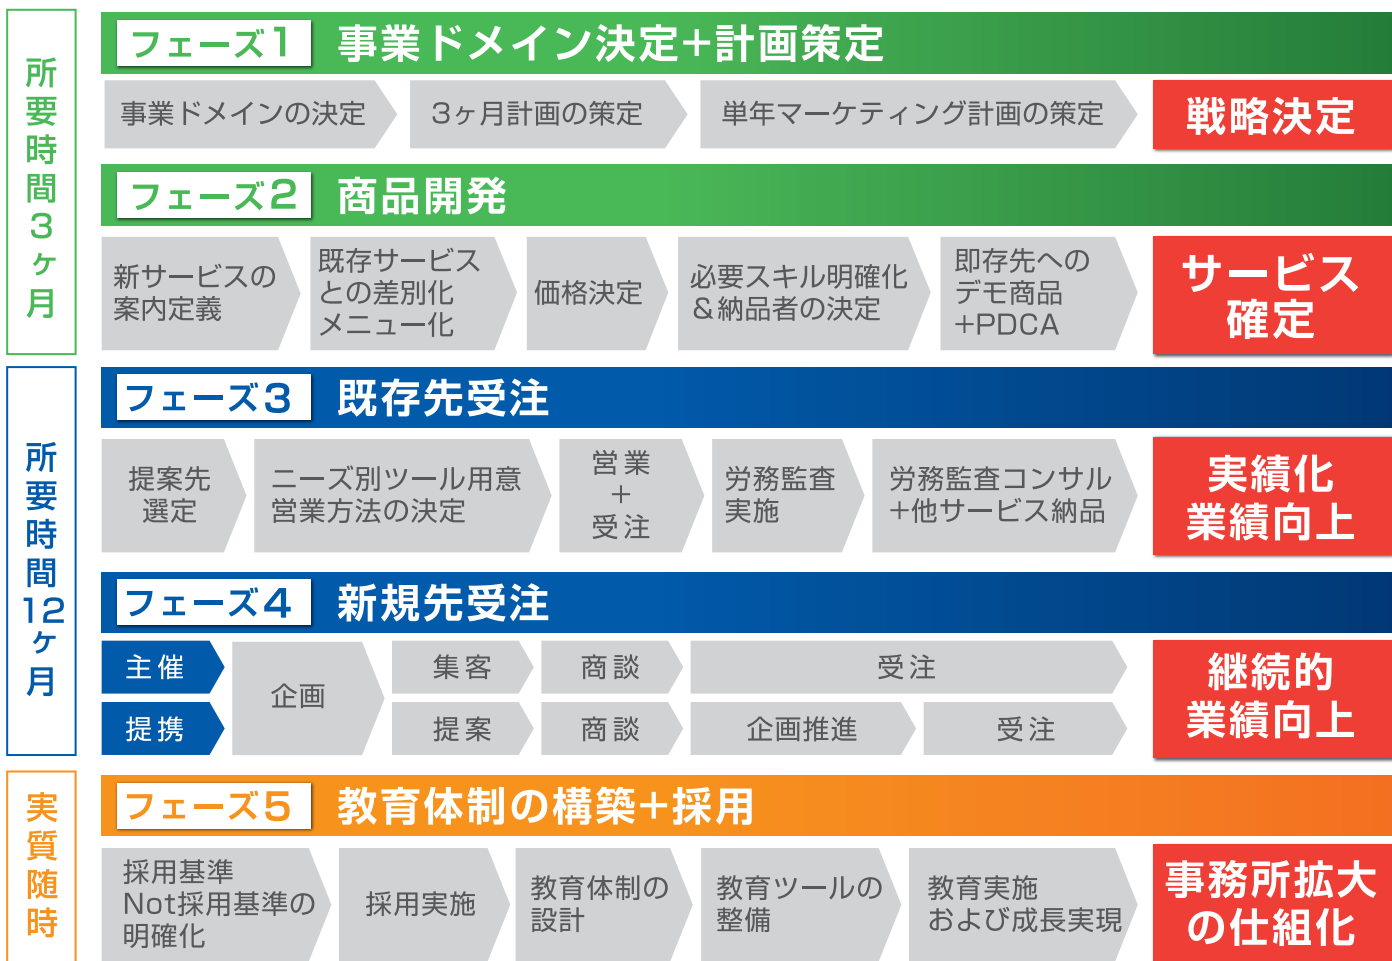 所要時間3ヶ月
フェーズ1
事業ドメイン決定+計画策定
事業ドメインの決定
3ヶ月計画の策定
単年マーケティング計画の策定
戦略決定
フェーズ2
商品開発
新サービスの
案内定義
既存サービス
との差別化
メニュー化
価格決定
必要スキル明確化
&納品者の決定
即存先への
デモ商品
+PDCA
サービス
確定
所要時間12ヶ月
フェーズ3
既存先受注
提案先
選定
ニーズ別ツール用意
営業方法の決定
営業
+
受注
労務監査
実施
労務監査コンサル
+他サービス納品
実績化
業績向上
フェーズ4
新規先受注
主催
提携
企画
集客
商談
受注
提案
商談
企画推進
受注
継続的
業績向上
実質随時
フェーズ5
教育体制の構築+採用
採用基準
Not採用基準の
明確化
採用実施
教育体制の
設計
教育ツールの
整備
教育実施
および成長実現
事務所拡大
の仕組化